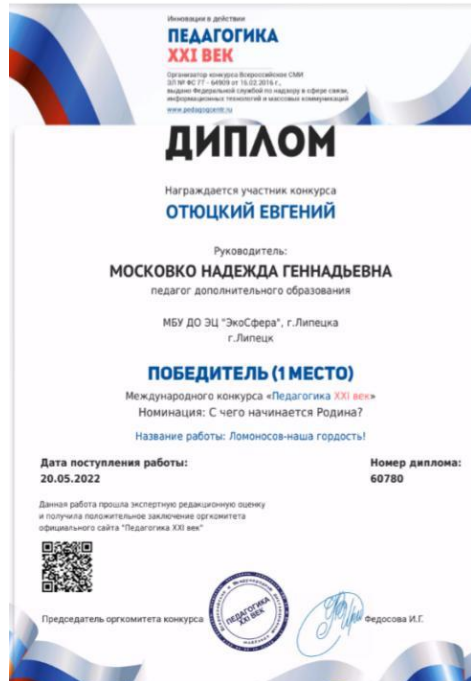 Инновации в действии
ПЕДАГОГИКА
XXI ВЕК
Организатор конкурса Всероссийское СМИ
ЭЛ № ФС 77 - 64909 от 16.02.2016 г.,
выдано Федеральной службой по надзору в сфере связи,
информационных технологий и массовых коммуникаций
www.pedagogcentr.ru
ДИПЛОМ
Награждается участник конкурса
ОТЮЦКИЙ ЕВГЕНИЙ
Руководитель:
МОСКОВКО НАДЕЖДА ГЕННАДЬЕВНА
педагог дополнительного образования
МБУ ДО ЭЦ "ЭкоСфера", г.Липецка
г.Липецк
ПОБЕДИТЕЛЬ (1 МЕСТО)
Международного конкурса «Педагогика XXI век»
Номинация: С чего начинается Родина?
Название работы: Ломоносов-наша гордость!
Дата поступления работы:
20.05.2022
Номер диплома:
60780
Данная работа прошла экспертную редакционную оценку
и получила положительное заключение оргкомитета
официального сайта "Педагогика XXI век"
ПЕДАГОГИКА
XXI ВЕК
Председатель оргкомитета конкурса
Федосова И.Г.